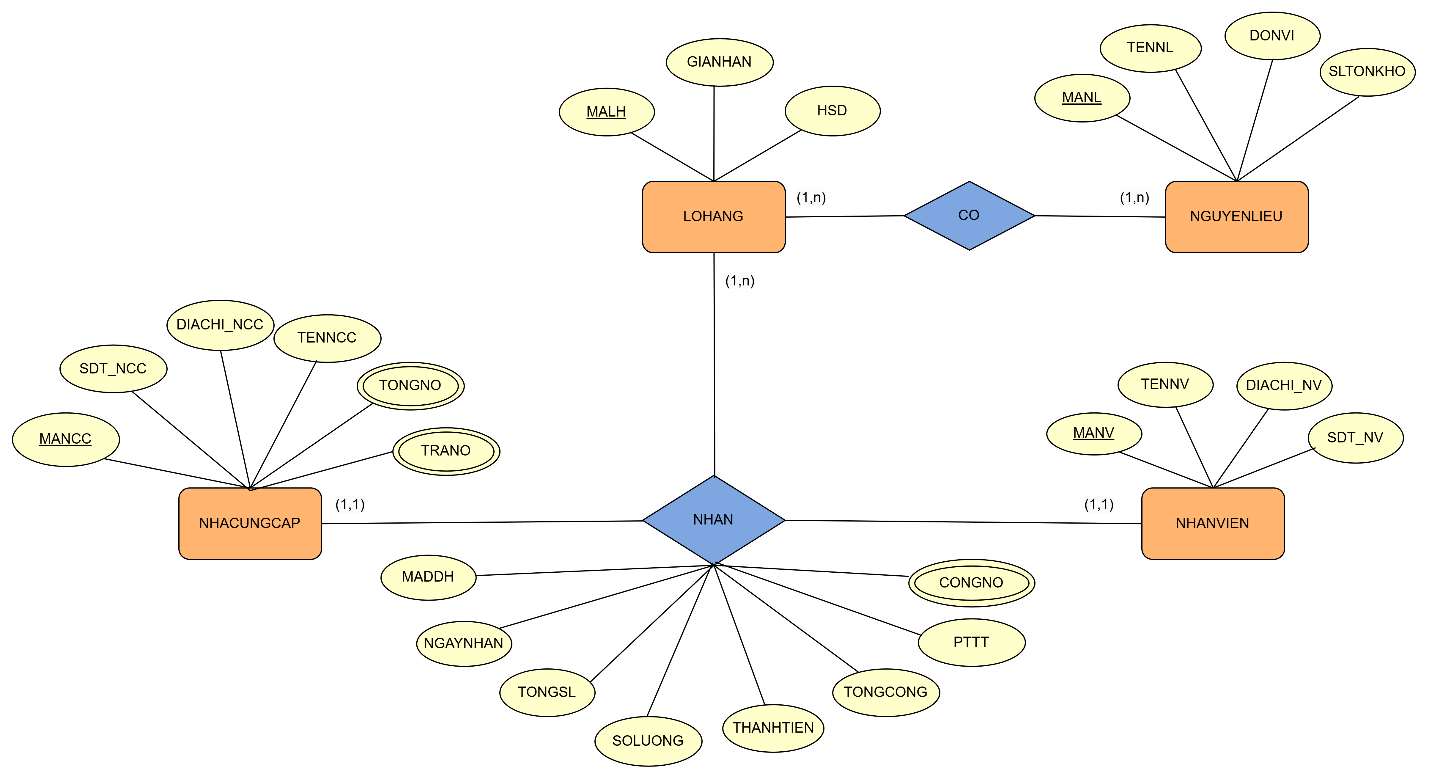 DONVI
TENNL
GIANHAN
SLTONKHO
MANL
MALH
HSD
(1,n)
(1,n)
LOHANG
CO
NGUYENLIEU
(1,n)
DIACHI_NCC
TENNCC
SDT_NCC
TONGNO
TENNV
DIACHI_NV
MANCC
TRANO
MANV
SDT_NV
(1,1)
(1,1)
NHACUNGCAP
NHAN
NHANVIEN
MADDH
CONGNO
NGAYNHAN
PTTT
TONGSL
TONGCONG
SOLUONG
THANHTIEN